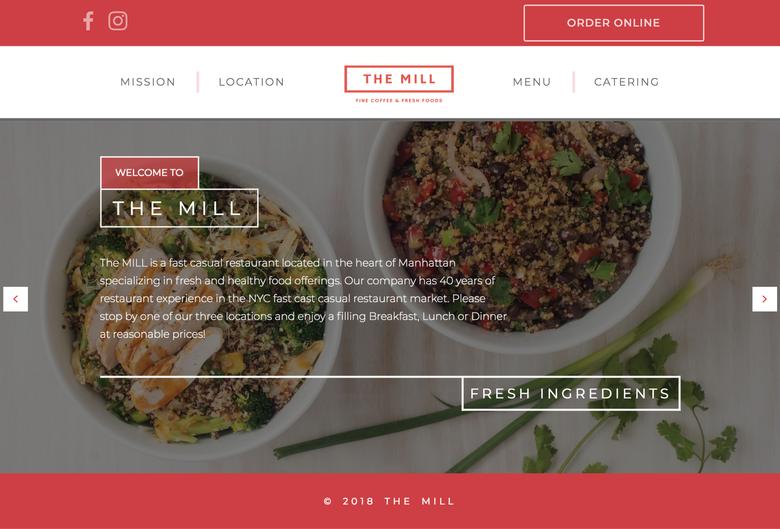 ORDER ONLINE
MISSION
LOCATION
THE MILL
FINE COFFEE & FRESH FOODS
MENU
CATERING
WELCOME TO
THE MILL
The MILL is a fast casual restaurant located in the heart of Manhattan
specializing in fresh and healthy food offerings. Our company has 40 years of
restaurant experience in the NYC fast cast casual restaurant market. Please
stop by one of our three locations and enjoy a filling Breakfast, Lunch or Dinner
at reasonable prices!
FRESH INGREDIENTS
© 2018 THE MILL